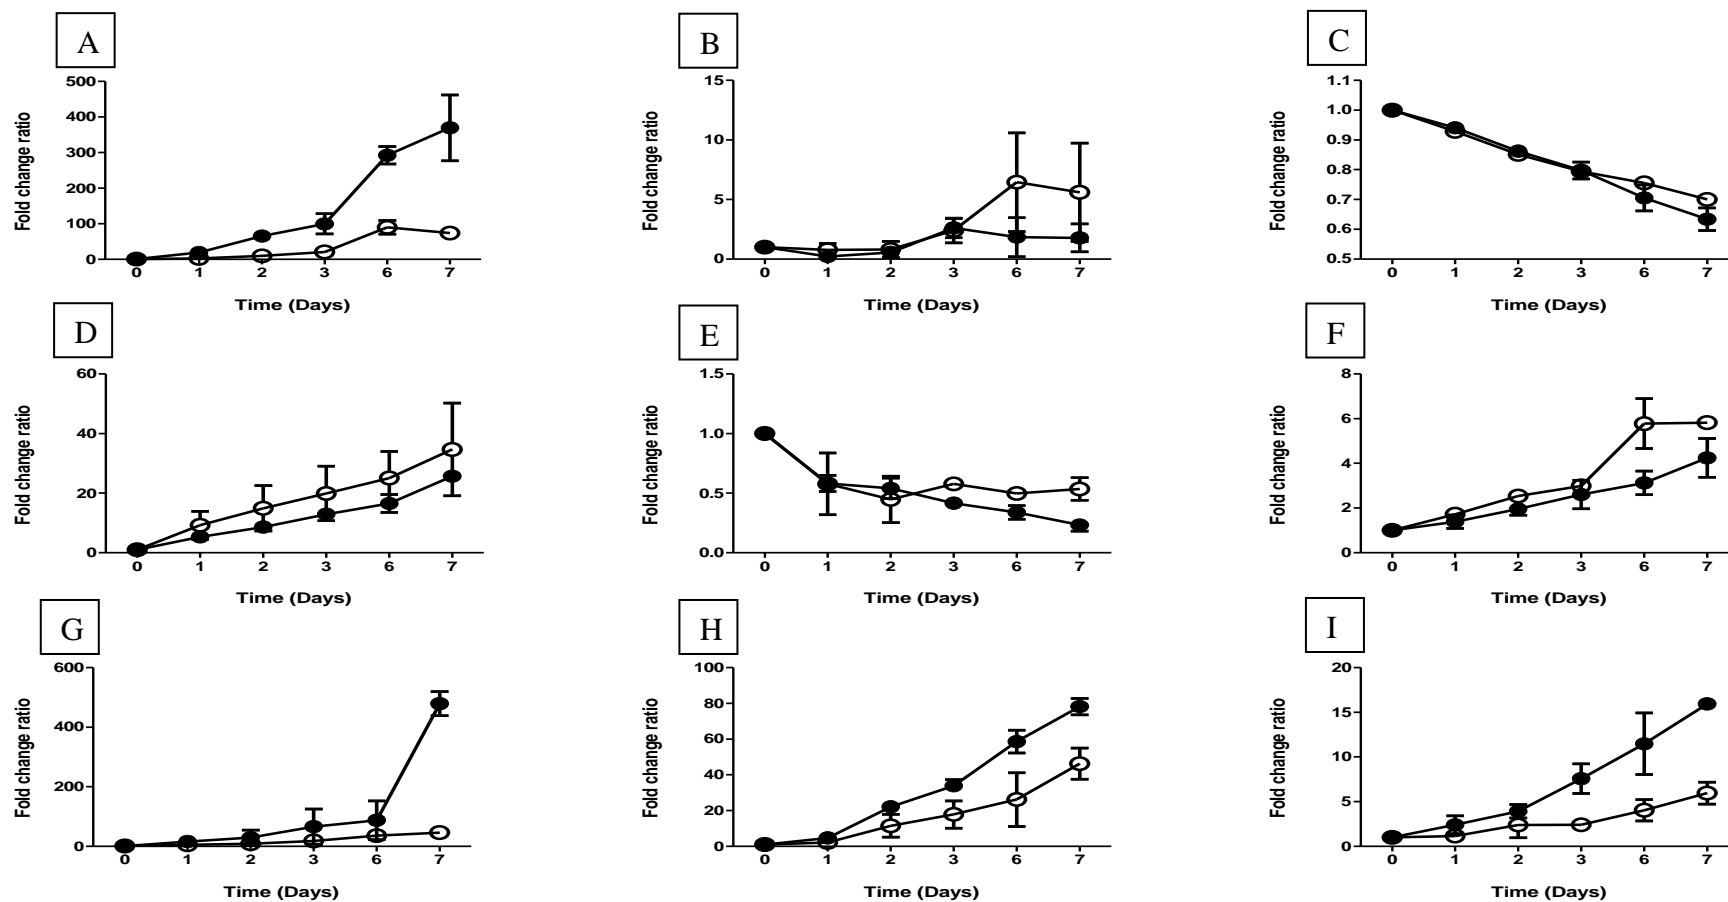 A
Fold change ratio
500
400
300
200
100
0
0 1 2 3 6 7
Time (Days)
B
Fold change ratio
15
10
5
0
0 1 2 3 6 7
Time (Days)
C
Fold change ratio
1.1
1.0
0.9
0.8
0.7
0.6
0.5
0 1 2 3 6 7
Time (Days)
D
Fold change ratio
60
40
20
0
0 1 2 3 6 7
Time (Days)
E
Fold change ratio
1.5
1.0
0.5
0.0
0 1 2 3 6 7
Time (Days)
F
Fold change ratio
8
6
4
2
0
0 1 2 3 6 7
Time (Days)
G
Fold change ratio
600
400
200
0
0 1 2 3 6 7
Time (Days)
H
Fold change ratio
100
80
60
40
20
0
0 1 2 3 6 7
Time (Days)
I
Fold change ratio
20
15
10
5
0
0 1 2 3 6 7
Time (Days)